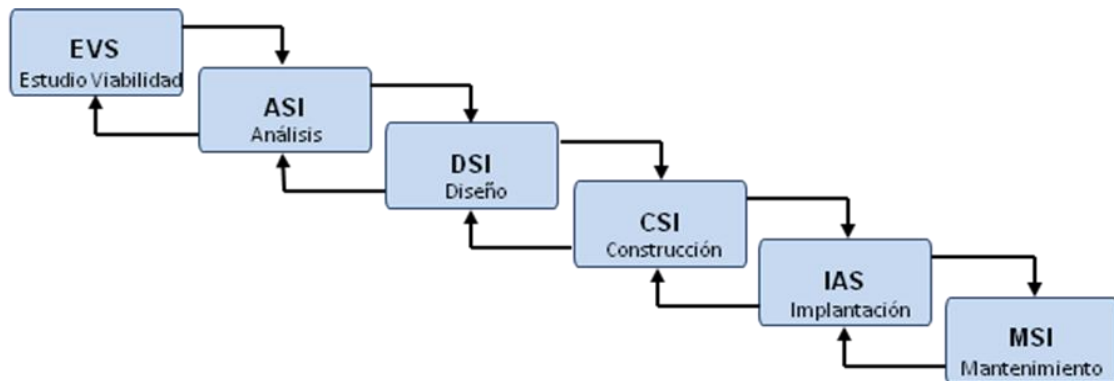 EVS
Estudio Viabilidad
ASI
Análisis
DSI
Diseño
CSI
Construcción
IAS
Implantación
MSI
Mantenimiento